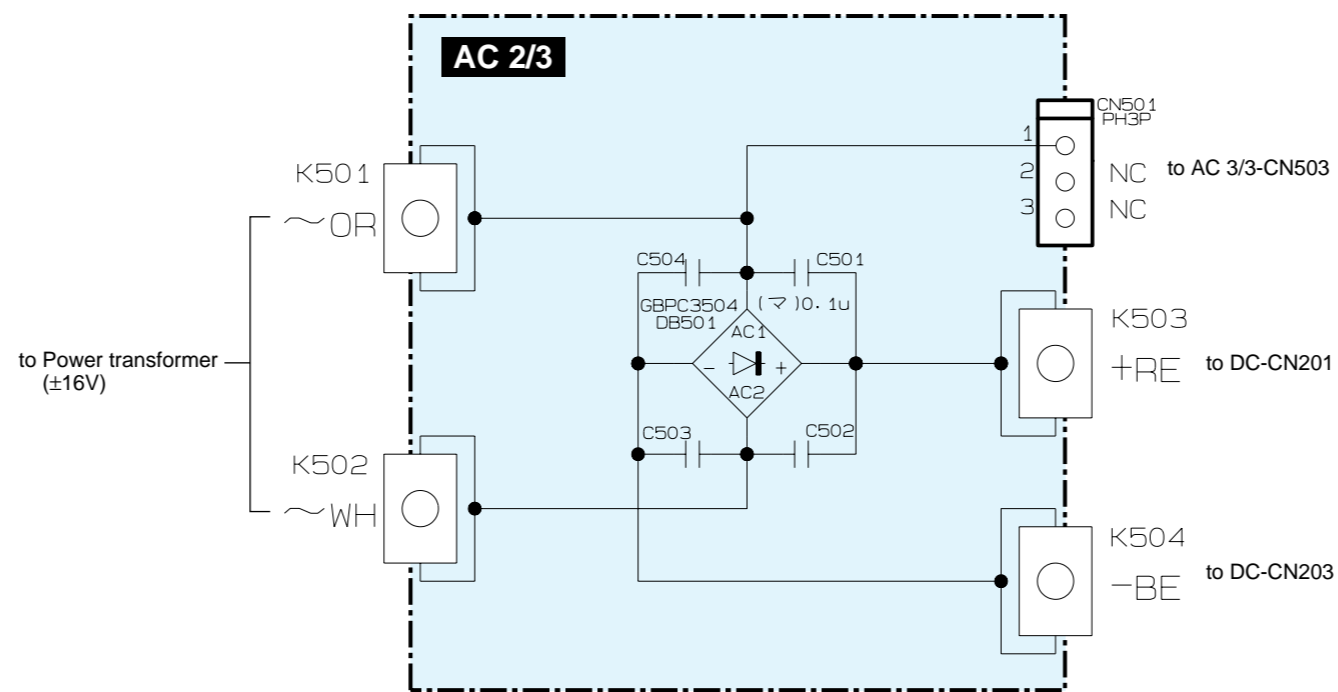 AC 2/3
CN501
PH3P
1
2 NC
3 NC
to AC 3/3-CN503
K501
~OR
C504
C501
GBPC3504
DB501
(マ)0.1u
AC1
- +
AC2
K503
+RE
to DC-CN201
to Power transformer
(±16V)
C503
C502
K502
~WH
K504
-BE
to DC-CN203